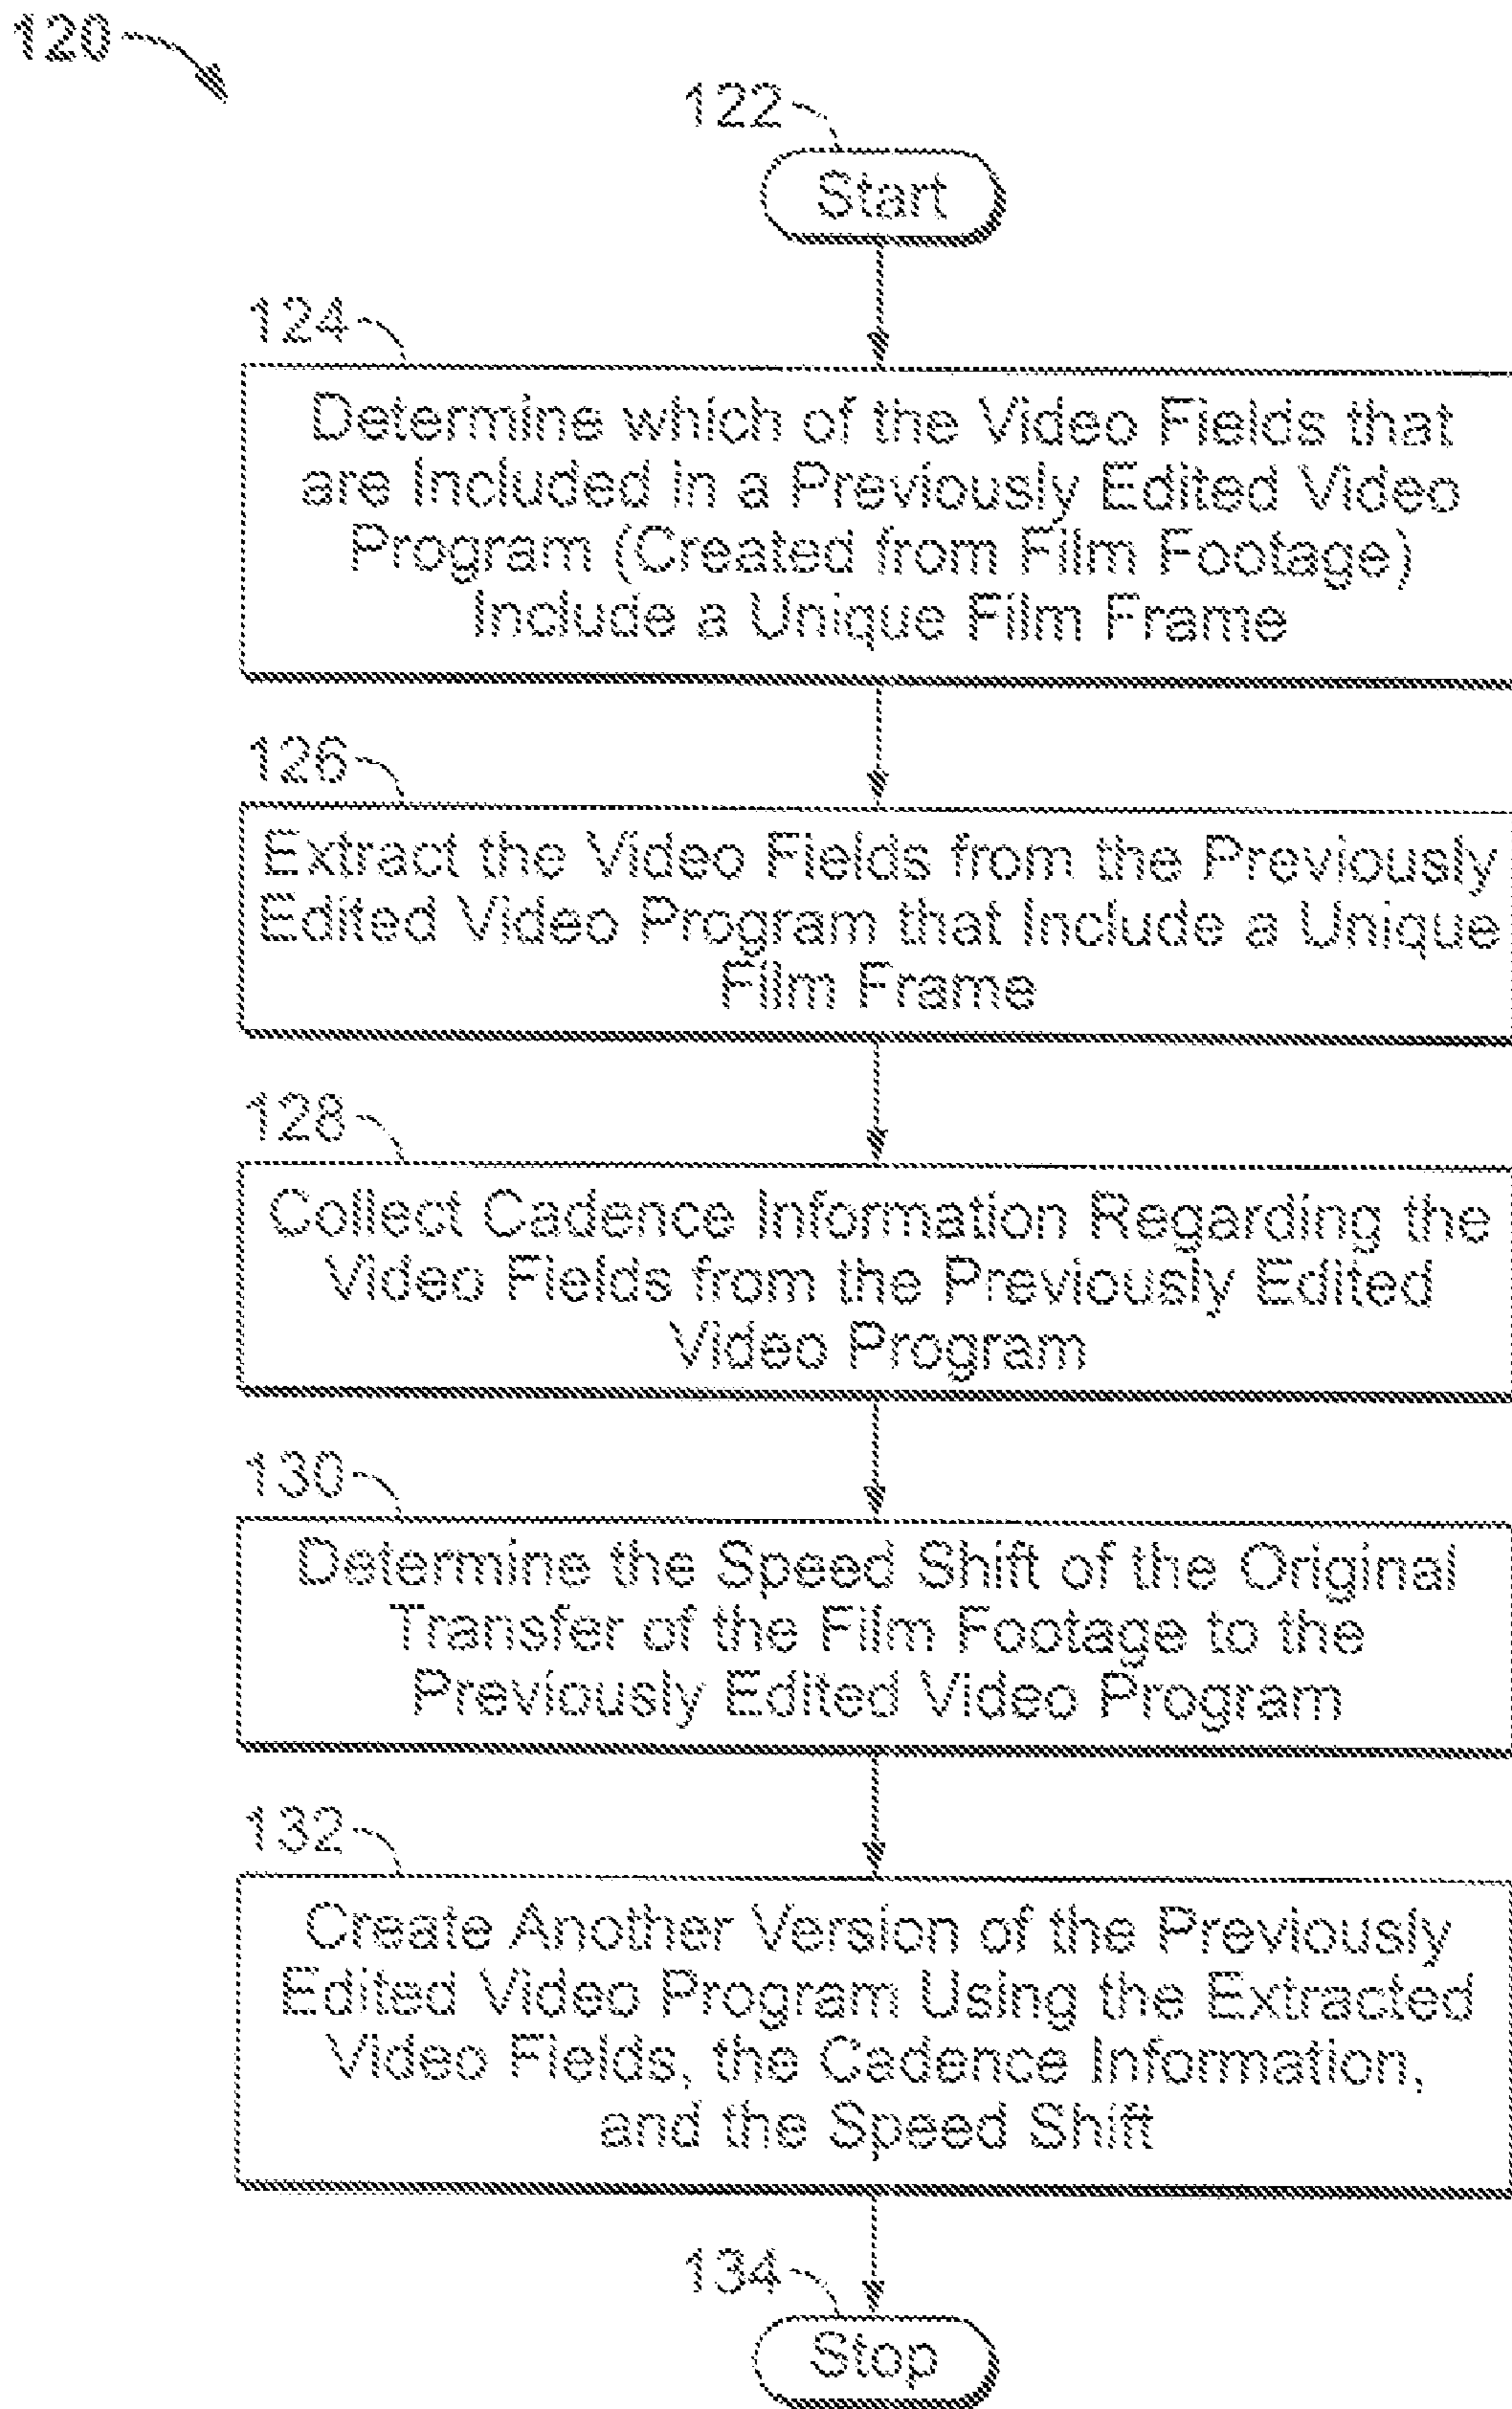 120
122
Start
124
Determine which of the Video Fields that
are Included in a Previously Edited Video
Program (Created from Film Footage)
Include a Unique Film Frame
126
Extract the Video Fields from the Previously
Edited Video Program that Include a Unique
Film Frame
128
Collect Cadence Information Regarding the
Video Fields from the Previously Edited
Video Program
130
Determine the Speed Shift of the Original
Transfer of the Film Footage to the
Previously Edited Video Program
132
Create Another Version of the Previously
Edited Video Program Using the Extracted
Video Fields, the Cadence Information,
and the Speed Shift
134
Stop